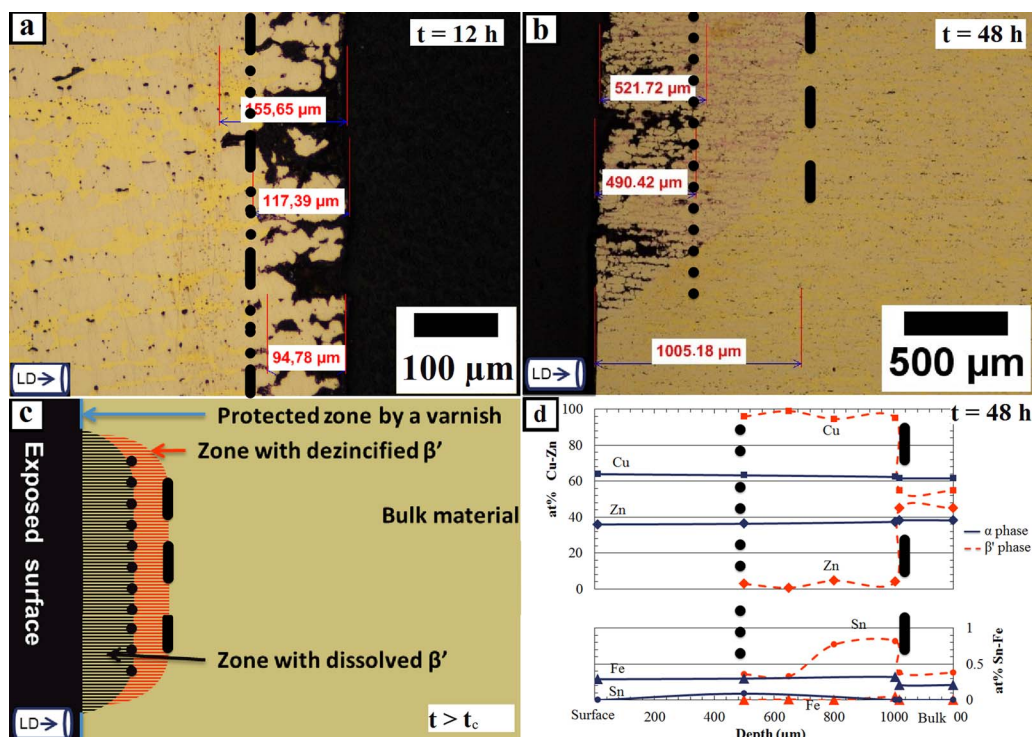 a
t = 12 h
155,65 µm
117,39 µm
94,78 µm
100 µm
LD
b
t = 48 h
521.72 µm
490.42 µm
1005.18 µm
500 µm
LD
c
Protected zone by a varnish
Zone with dezincified β'
Bulk material
Exposed surface
Zone with dissolved β'
LD
t > tc
d
t = 48 h
at% Cu-Zn
100
80
60
40
20
0
Cu
Cu
Zn
Zn
α phase
β' phase
at% Sn-Fe
1
0.5
0
Sn
Fe
Sn
Fe
Surface
200
400
600
800
1000
Bulk
00
Depth (µm)